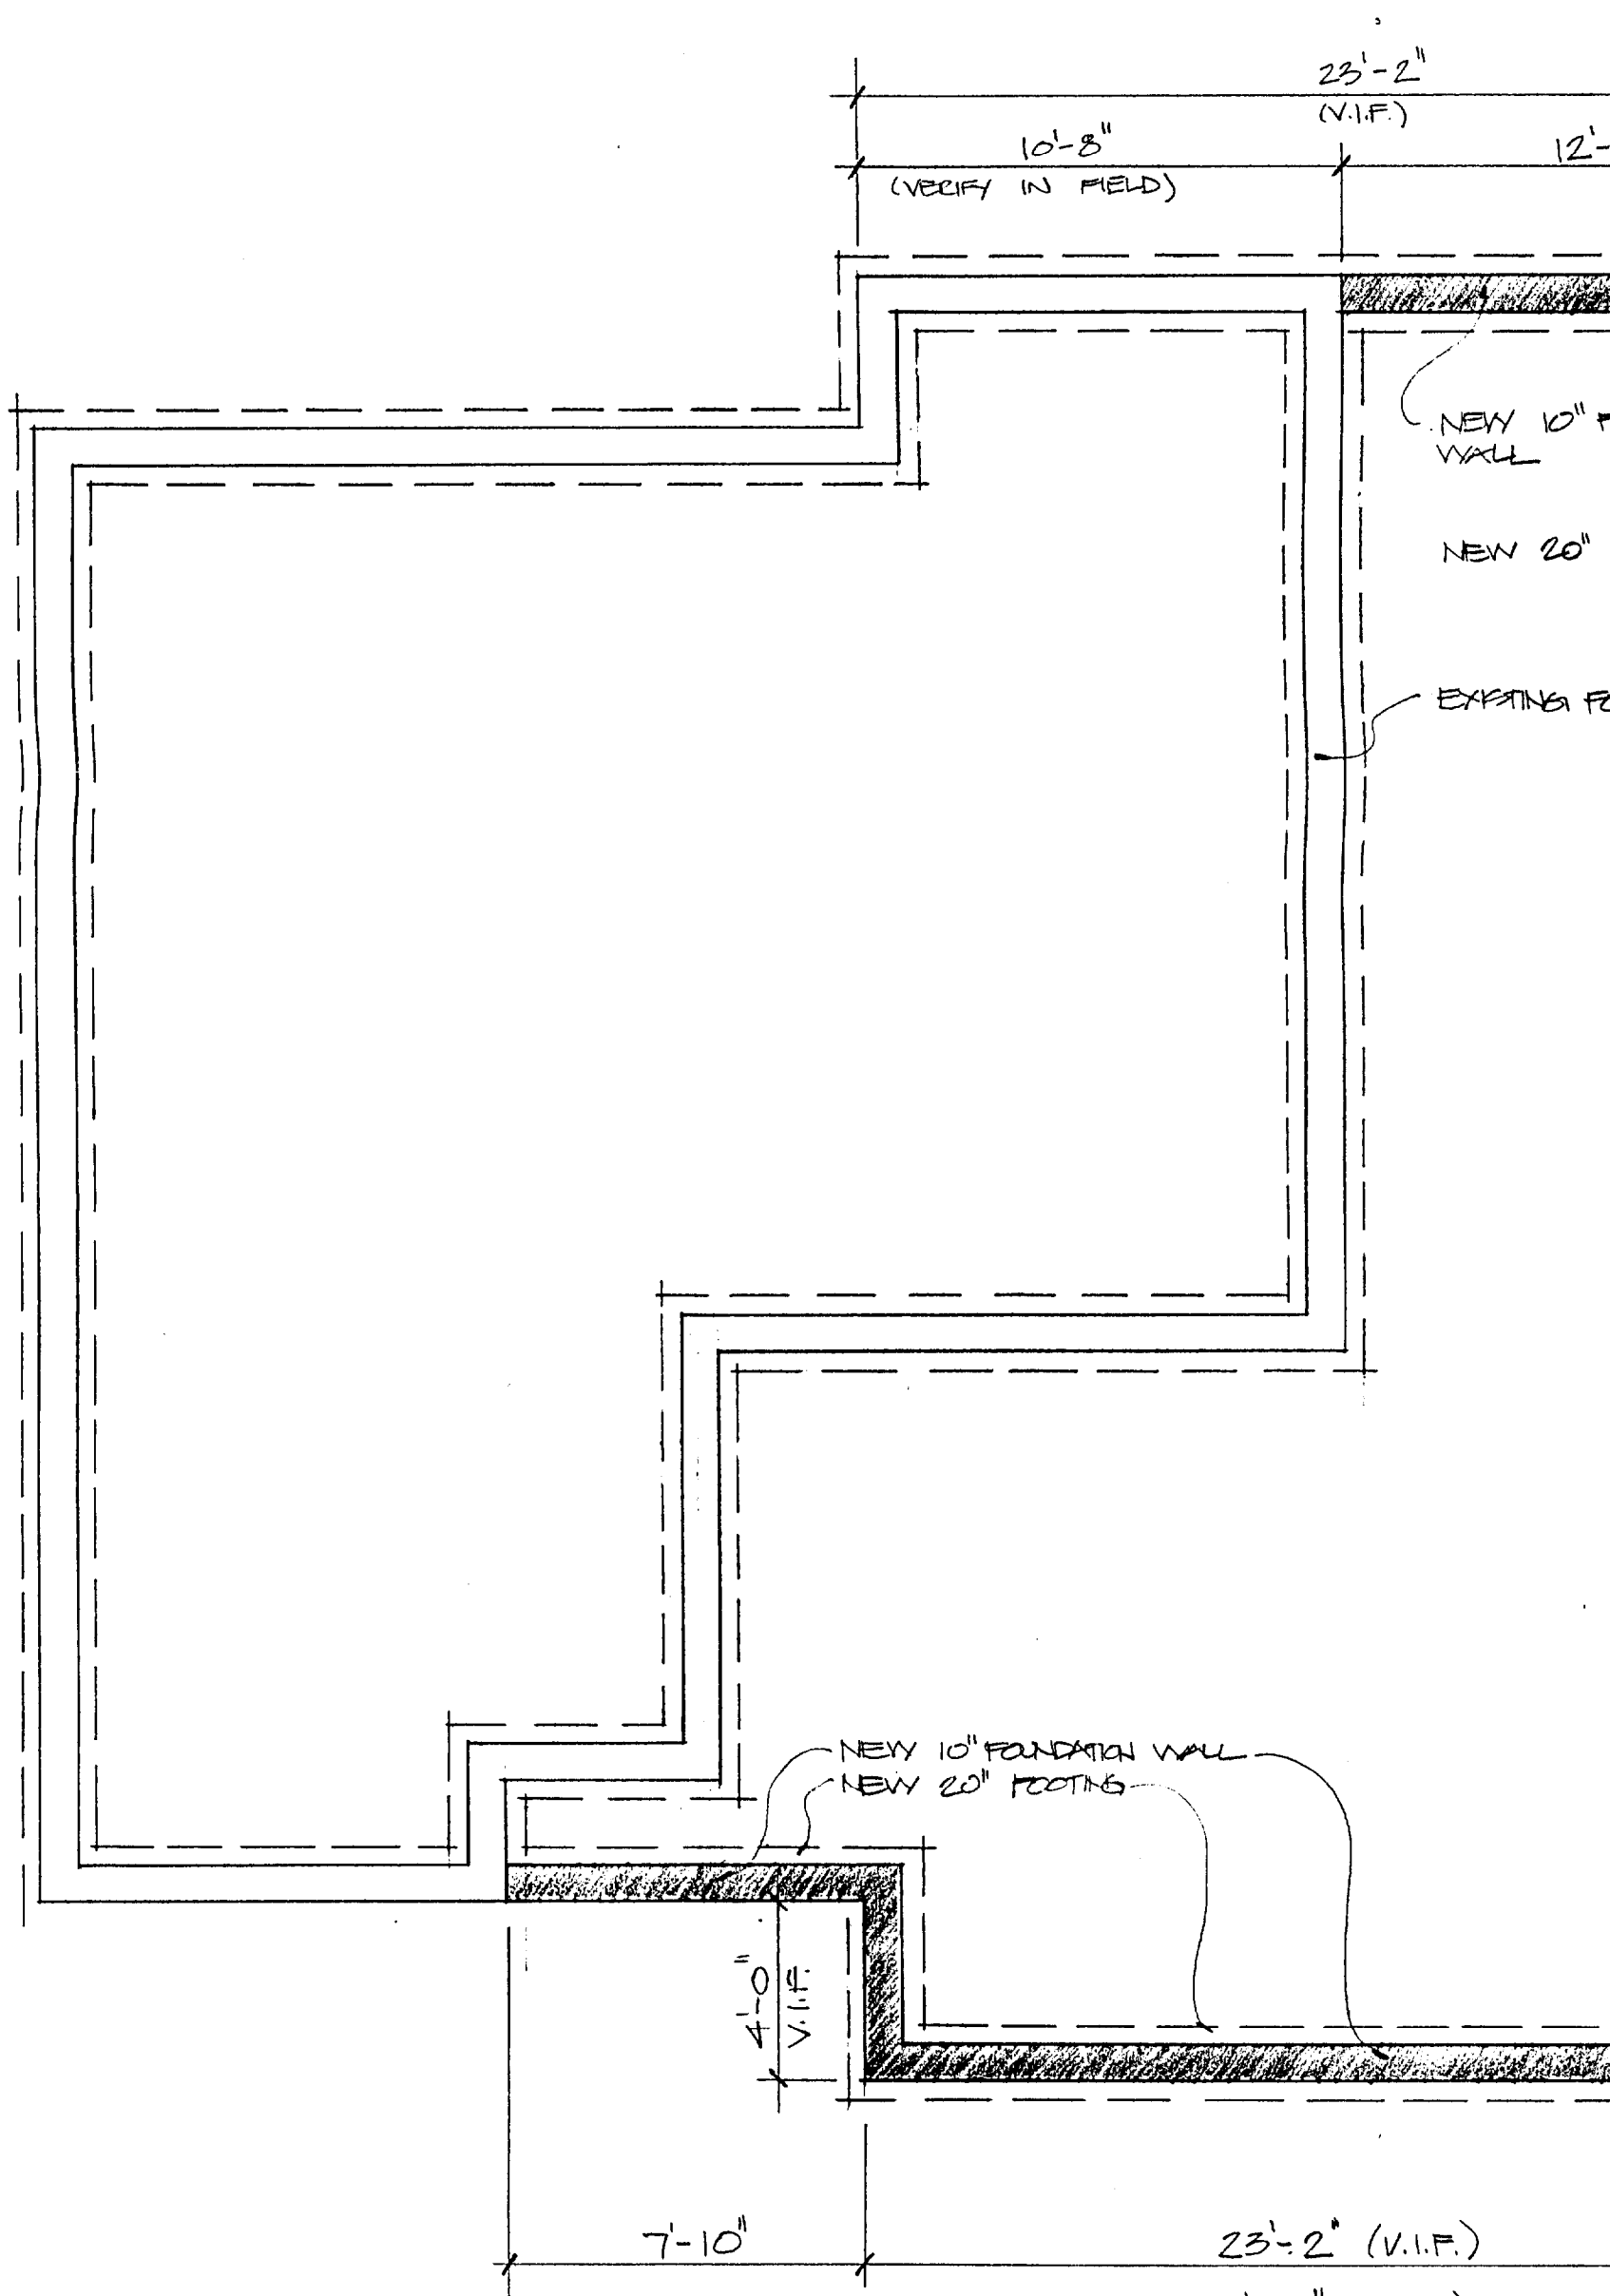 23'-2"
(V.I.F.)
10'-8"
12'-
(VERIFY IN FIELD)
NEW 10" F
WALL
NEW 20"
EXISTING FO
NEW 10" FOUNDATION WALL
NEW 20" FOOTING
4'-0"
V.I.F.
7'-10"
23'-2" (V.I.F.)